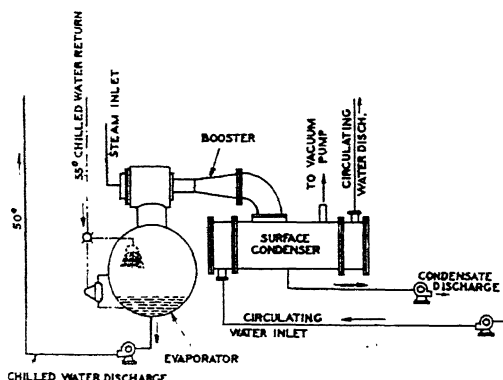 50°
55° CHILLED WATER RETURN
STEAM INLET
BOOSTER
TO VACUUM
PUMP
CIRCULATING
WATER DISCH.
SURFACE
CONDENSER
CONDENSATE
DISCHARGE
CIRCULATING
WATER INLET
EVAPORATOR
CHILLED WATER DISCHARGE